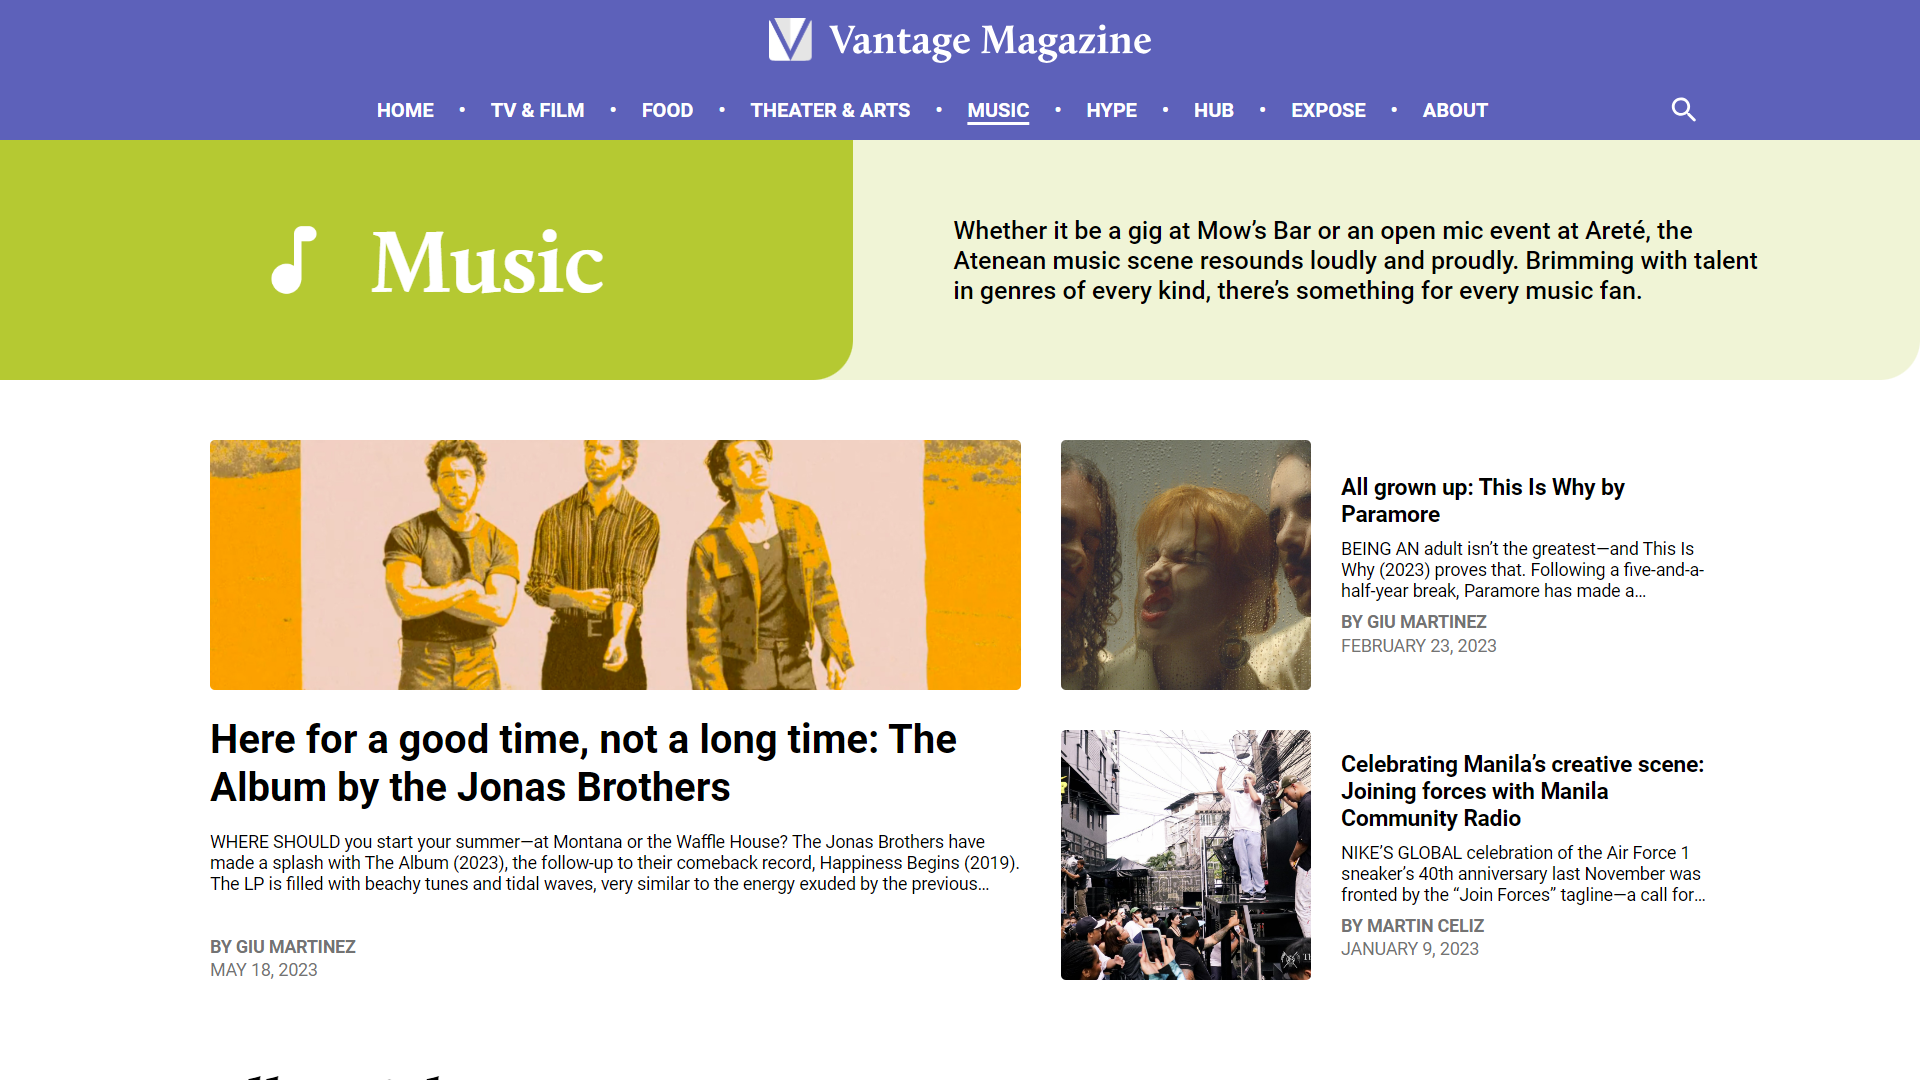 Vantage Magazine
HOME • TV & FILM • FOOD • THEATER & ARTS • MUSIC • HYPE • HUB • EXPOSE • ABOUT
Music
Whether it be a gig at Mow’s Bar or an open mic event at Areté, the
Atenean music scene resounds loudly and proudly. Brimming with talent
in genres of every kind, there’s something for every music fan.
Here for a good time, not a long time: The
Album by the Jonas Brothers
WHERE SHOULD you start your summer—at Montana or the Waffle House? The Jonas Brothers have
made a splash with The Album (2023), the follow-up to their comeback record, Happiness Begins (2019).
The LP is filled with beachy tunes and tidal waves, very similar to the energy exuded by the previous...
BY GIU MARTINEZ
MAY 18, 2023
All grown up: This Is Why by
Paramore
BEING AN adult isn’t the greatest—and This Is
Why (2023) proves that. Following a five-and-a-
half-year break, Paramore has made a...
BY GIU MARTINEZ
FEBRUARY 23, 2023
Celebrating Manila’s creative scene:
Joining forces with Manila
Community Radio
NIKE’S GLOBAL celebration of the Air Force 1
sneaker’s 40th anniversary last November was
fronted by the “Join Forces” tagline—a call for...
BY MARTIN CELIZ
JANUARY 9, 2023